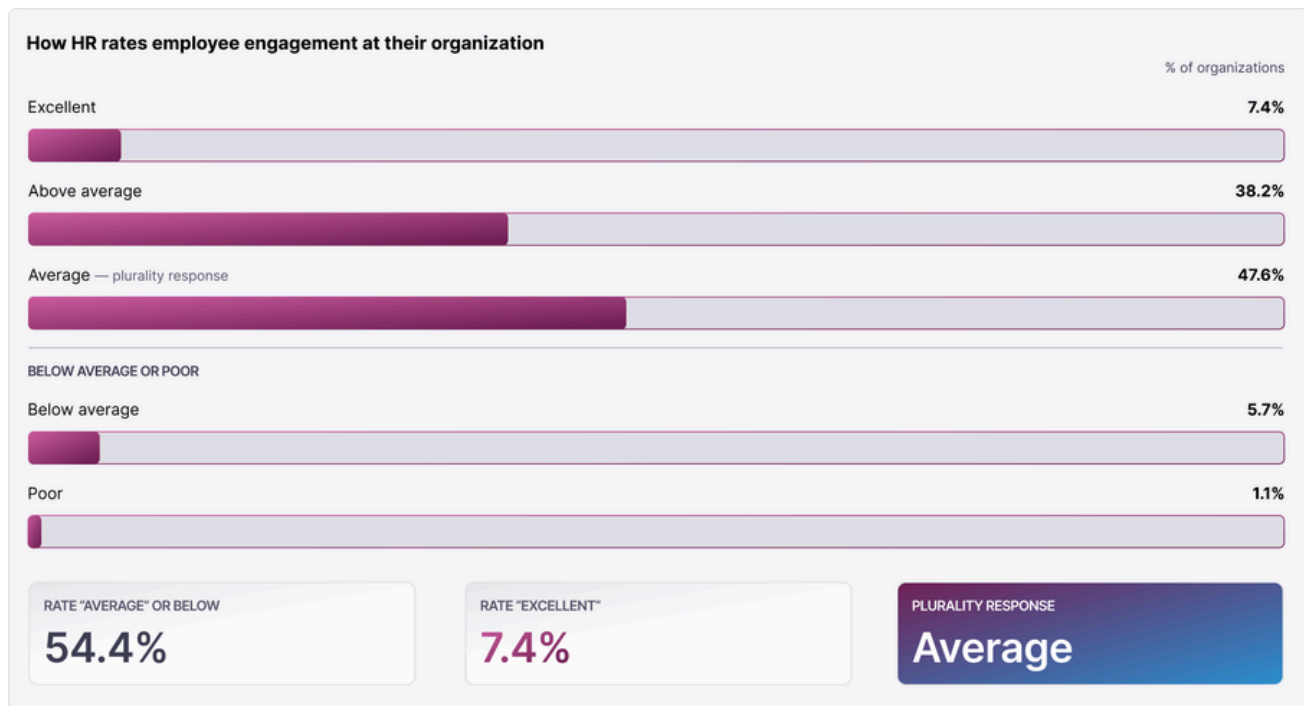 How HR rates employee engagement at their organization
% of organizations
Excellent 7.4%
Above average 38.2%
Average — plurality response 47.6%
BELOW AVERAGE OR POOR
Below average 5.7%
Poor 1.1%
RATE "AVERAGE" OR BELOW
54.4%
RATE "EXCELLENT"
7.4%
PLURALITY RESPONSE
Average